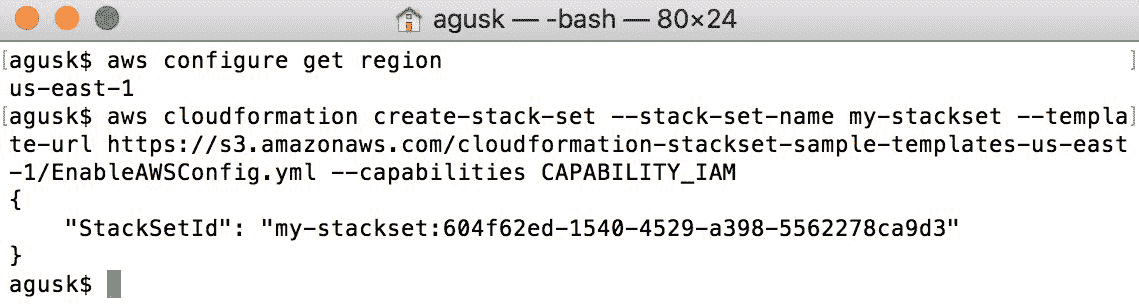 agusk — -bash — 80×24
[agusk$ aws configure get region]
us-east-1
[agusk$ aws cloudformation create-stack-set --stack-set-name my-stackset --templa]
te-url https://s3.amazonaws.com/cloudformation-stackset-sample-templates-us-east
-1/EnableAWSConfig.yml --capabilities CAPABILITY_IAM
{
    "StackSetId": "my-stackset:604f62ed-1540-4529-a398-5562278ca9d3"
}
agusk$